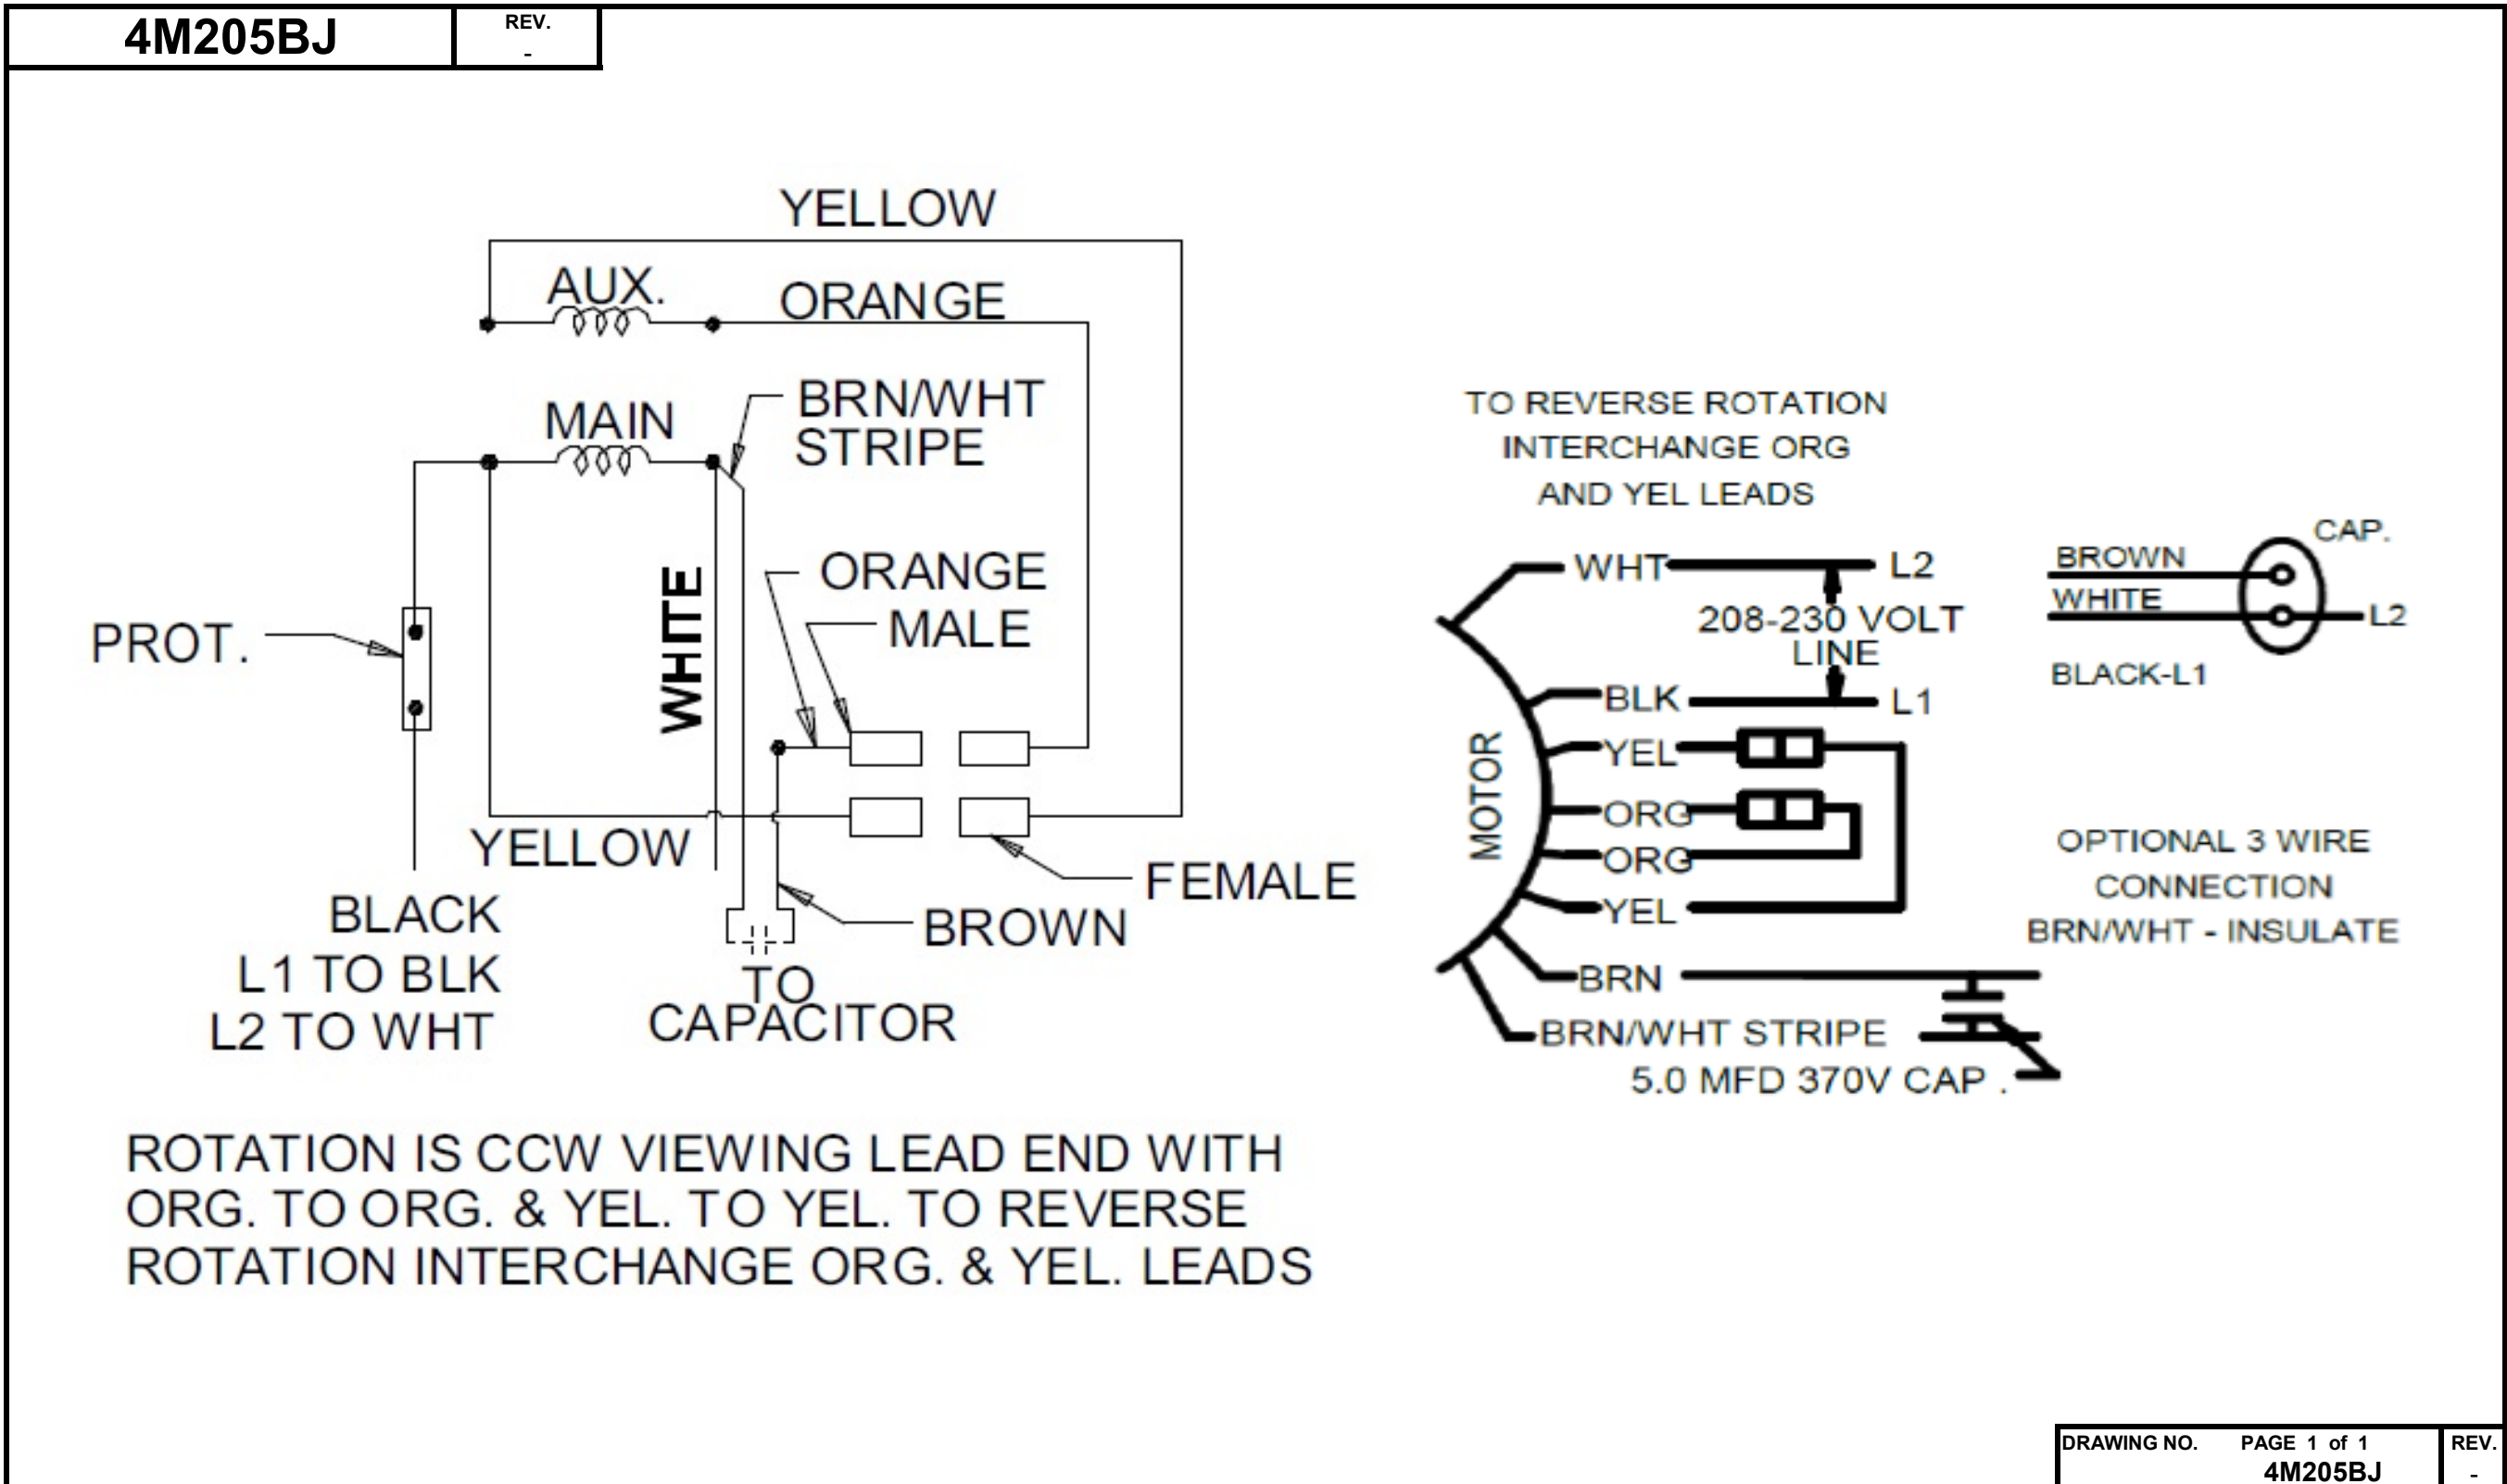 4M205BJ
REV.
-
YELLOW
AUX.
ORANGE
MAIN
BRN/WHT
STRIPE
WHITE
ORANGE
MALE
PROT.
YELLOW
FEMALE
BROWN
BLACK
L1 TO BLK
L2 TO WHT
TO
CAPACITOR
ROTATION IS CCW VIEWING LEAD END WITH
ORG. TO ORG. & YEL. TO YEL. TO REVERSE
ROTATION INTERCHANGE ORG. & YEL. LEADS
TO REVERSE ROTATION
INTERCHANGE ORG
AND YEL LEADS
WHT
L2
208-230 VOLT
LINE
BLK
L1
MOTOR
YEL
ORG
ORG
YEL
BRN
BRN/WHT STRIPE
5.0 MFD 370V CAP .
CAP.
BROWN
WHITE
L2
BLACK-L1
OPTIONAL 3 WIRE
CONNECTION
BRN/WHT - INSULATE
DRAWING NO. PAGE 1 of 1
4M205BJ
REV.
-